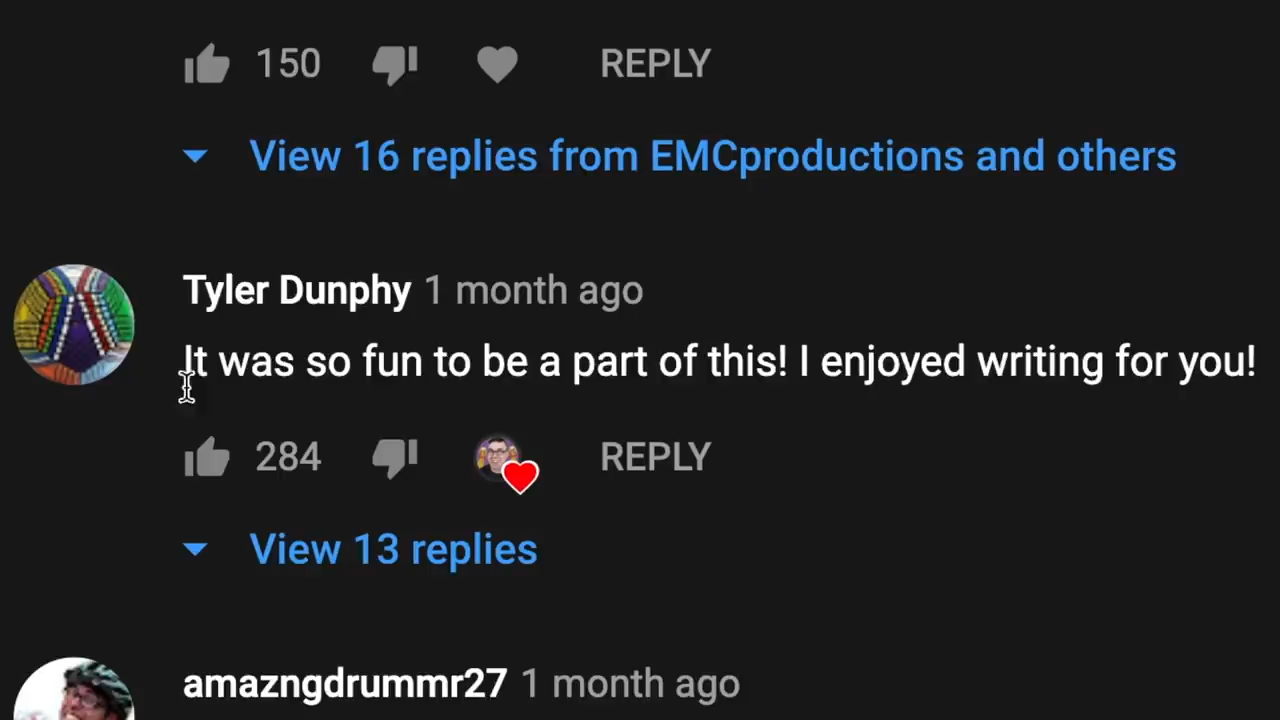 150 REPLY
View 16 replies from EMCproductions and others
Tyler Dunphy 1 month ago
It was so fun to be a part of this! I enjoyed writing for you!
284 REPLY
View 13 replies
amazngdrummr27 1 month ago